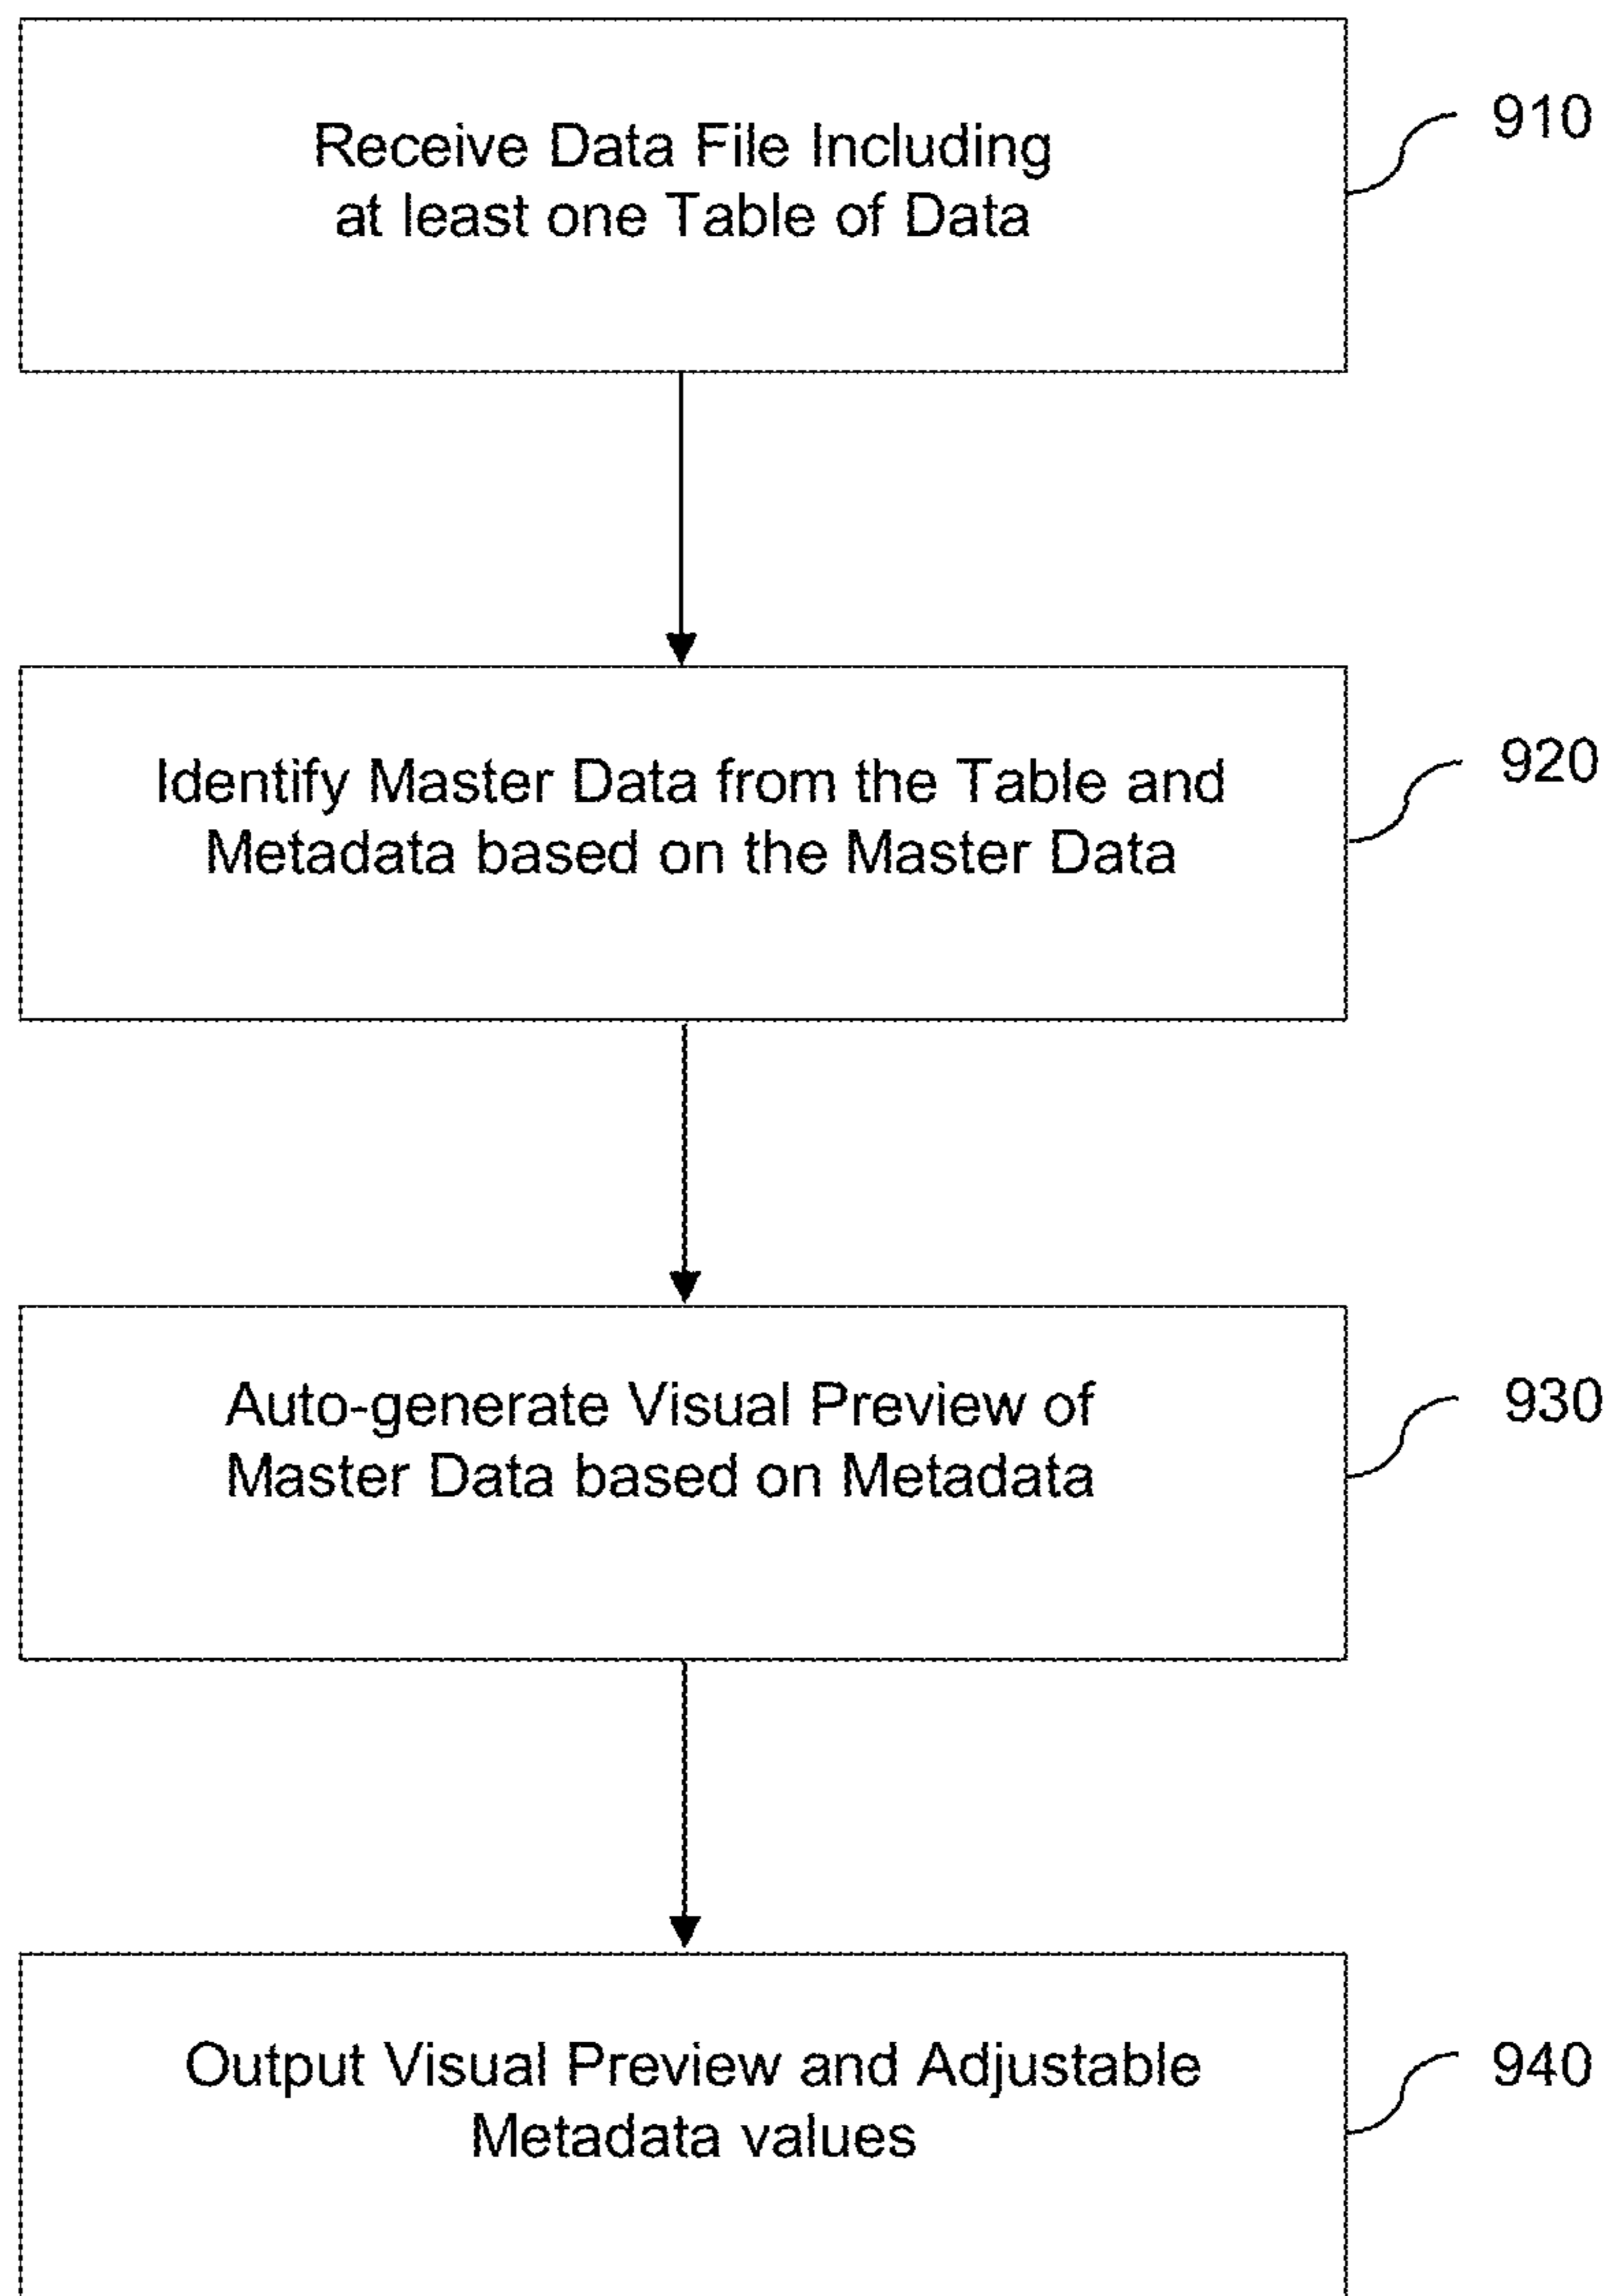 Receive Data File Including
at least one Table of Data
910
Identify Master Data from the Table and
Metadata based on the Master Data
920
Auto-generate Visual Preview of
Master Data based on Metadata
930
Output Visual Preview and Adjustable
Metadata values
940